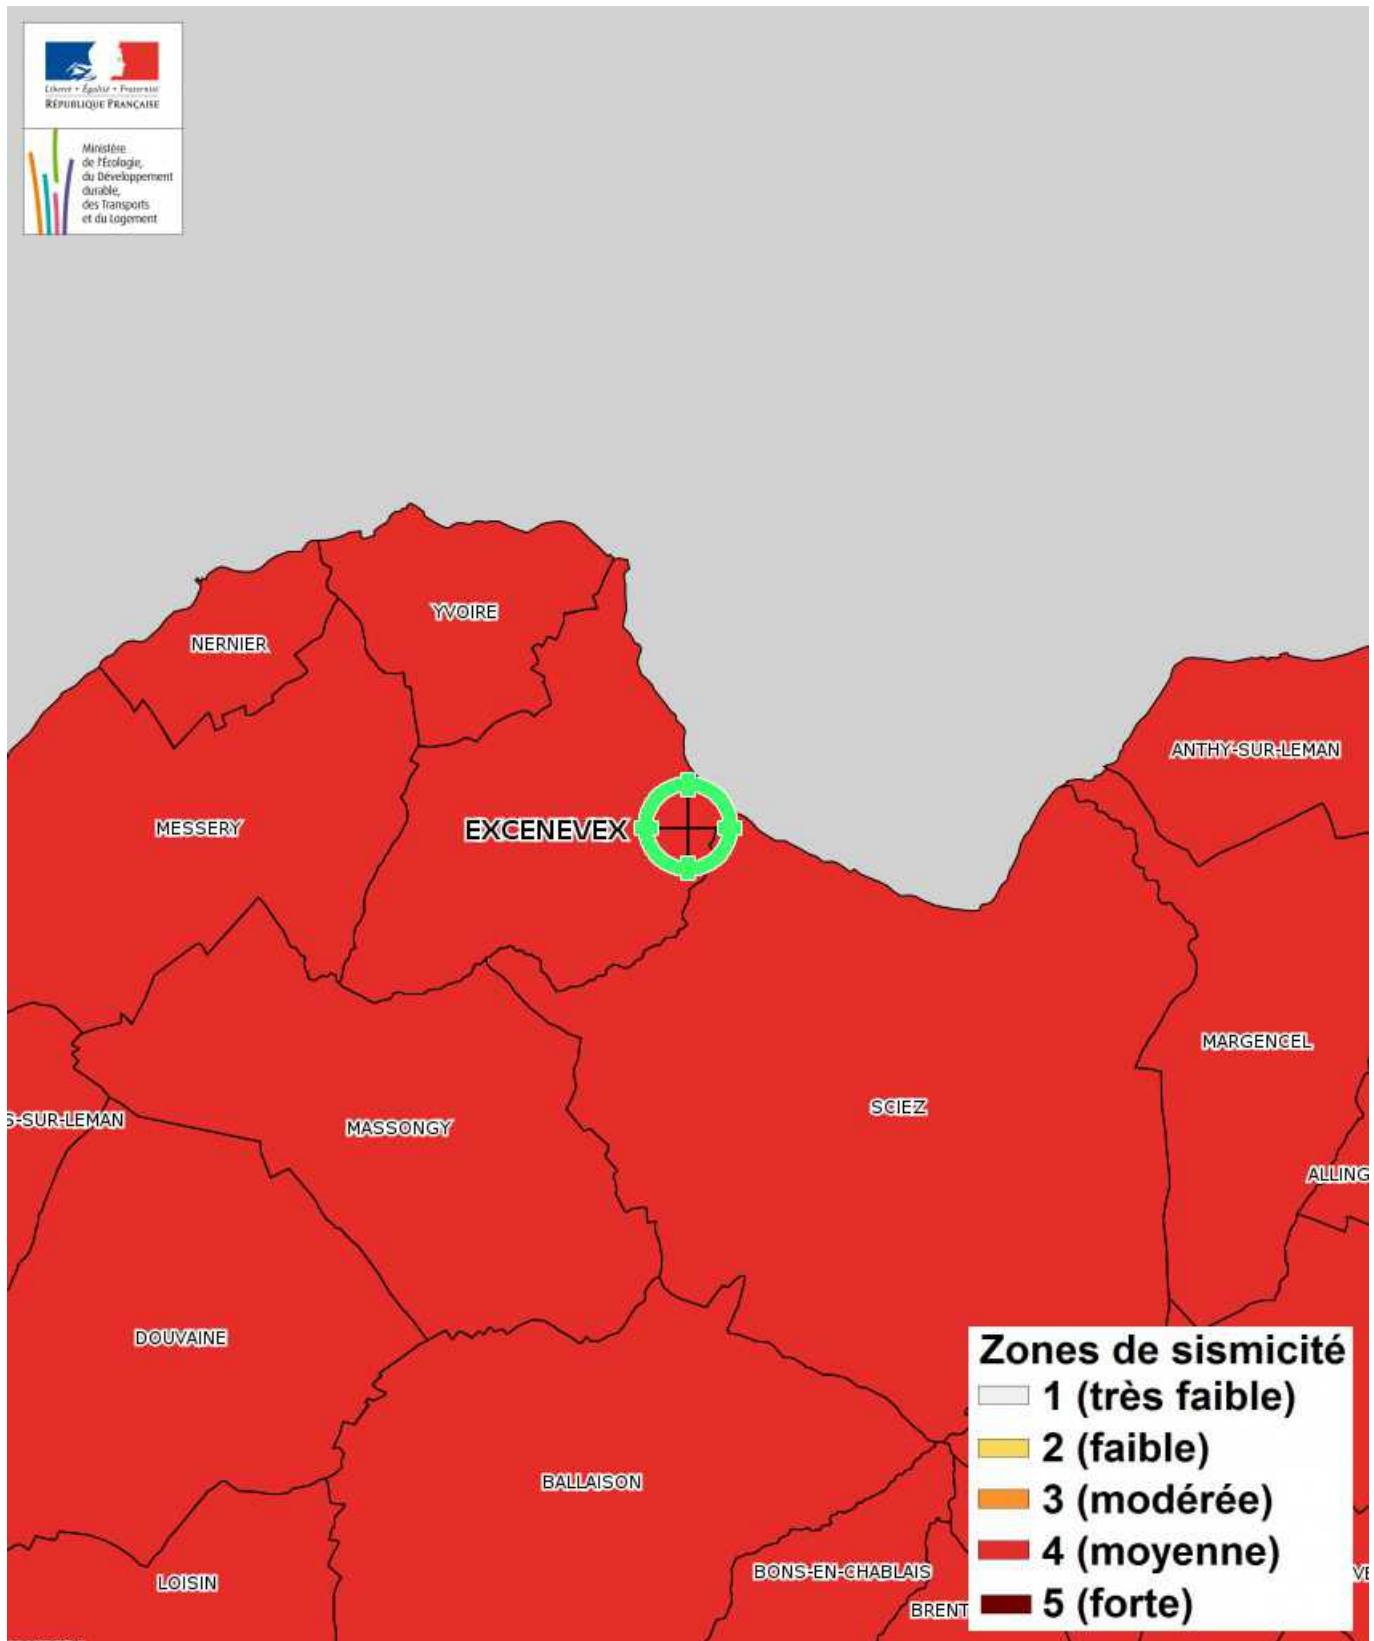 Liberté • Égalité • Fraternité
RÉPUBLIQUE FRANÇAISE
Ministère
de l'Écologie,
du Développement
durable,
des Transports
et du Logement
YVOIRE
NERNIER
ANTHY-SUR-LEMAN
MESSERY
EXCENEVEX
MARGENCEL
SCIEZ
S-SUR-LEMAN
MASSONGY
ALLING
DOUVAINE
Zones de sismicité
1 (très faible)
2 (faible)
3 (modérée)
4 (moyenne)
5 (forte)
BALLAISON
BONS-EN-CHABLAIS
VE
LOISIN
BRENT